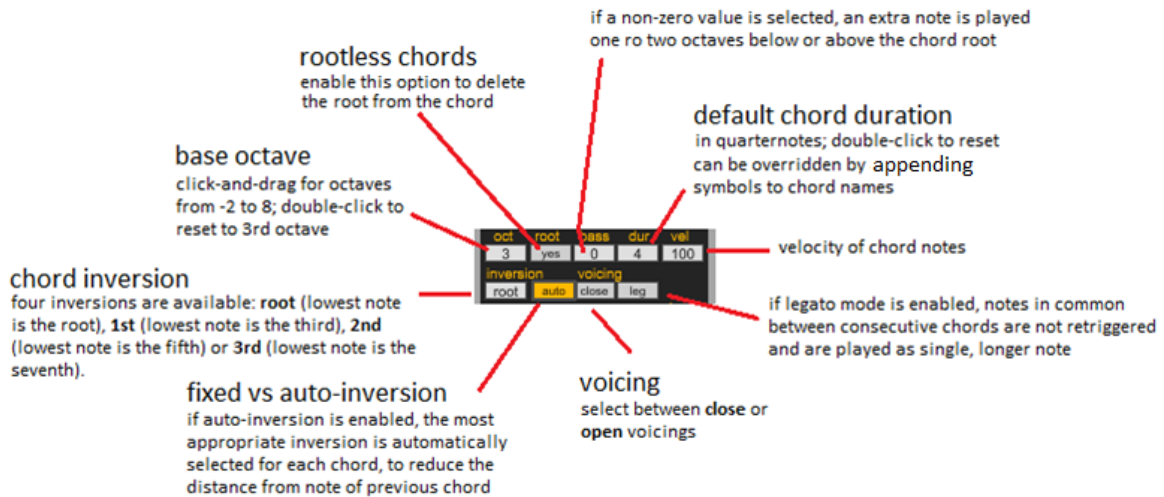 if a non-zero value is selected, an extra note is played
one ro two octaves below or above the chord root
rootless chords
enable this option to delete
the root from the chord
default chord duration
in quarternotes; double-click to reset
can be overridden by appending
symbols to chord names
base octave
click-and-drag for octaves
from -2 to 8; double-click to
reset to 3rd octave
oct root bass dur vel
3 yes 0 4 100
inversion voicing
root auto close leg
velocity of chord notes
chord inversion
four inversions are available: root (lowest note
is the root), 1st (lowest note is the third), 2nd
(lowest note is the fifth) or 3rd (lowest note is the
seventh).
if legato mode is enabled, notes in common
between consecutive chords are not retriggered
and are played as single, longer note
fixed vs auto-inversion
if auto-inversion is enabled, the most
appropriate inversion is automatically
selected for each chord, to reduce the
distance from note of previous chord
voicing
select between close or
open voicings